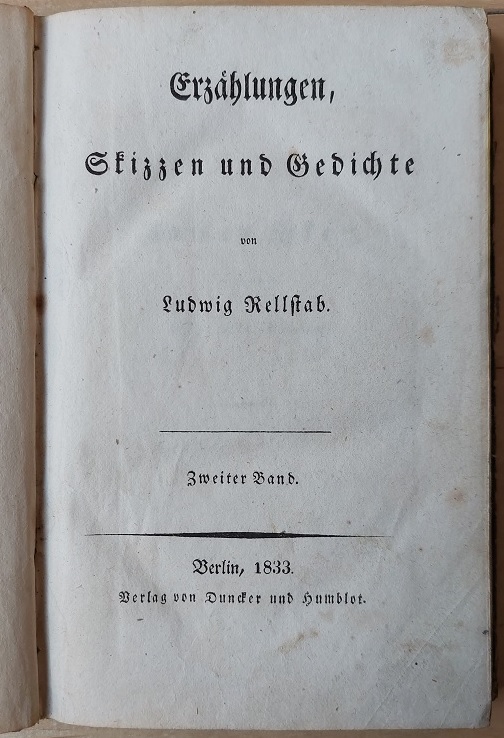 Erzählungen,
Skizzen und Gedichte
von
Ludwig Rellſtab.
Zweiter Band.
Berlin, 1833.
Verlag von Duncker und Humblot.